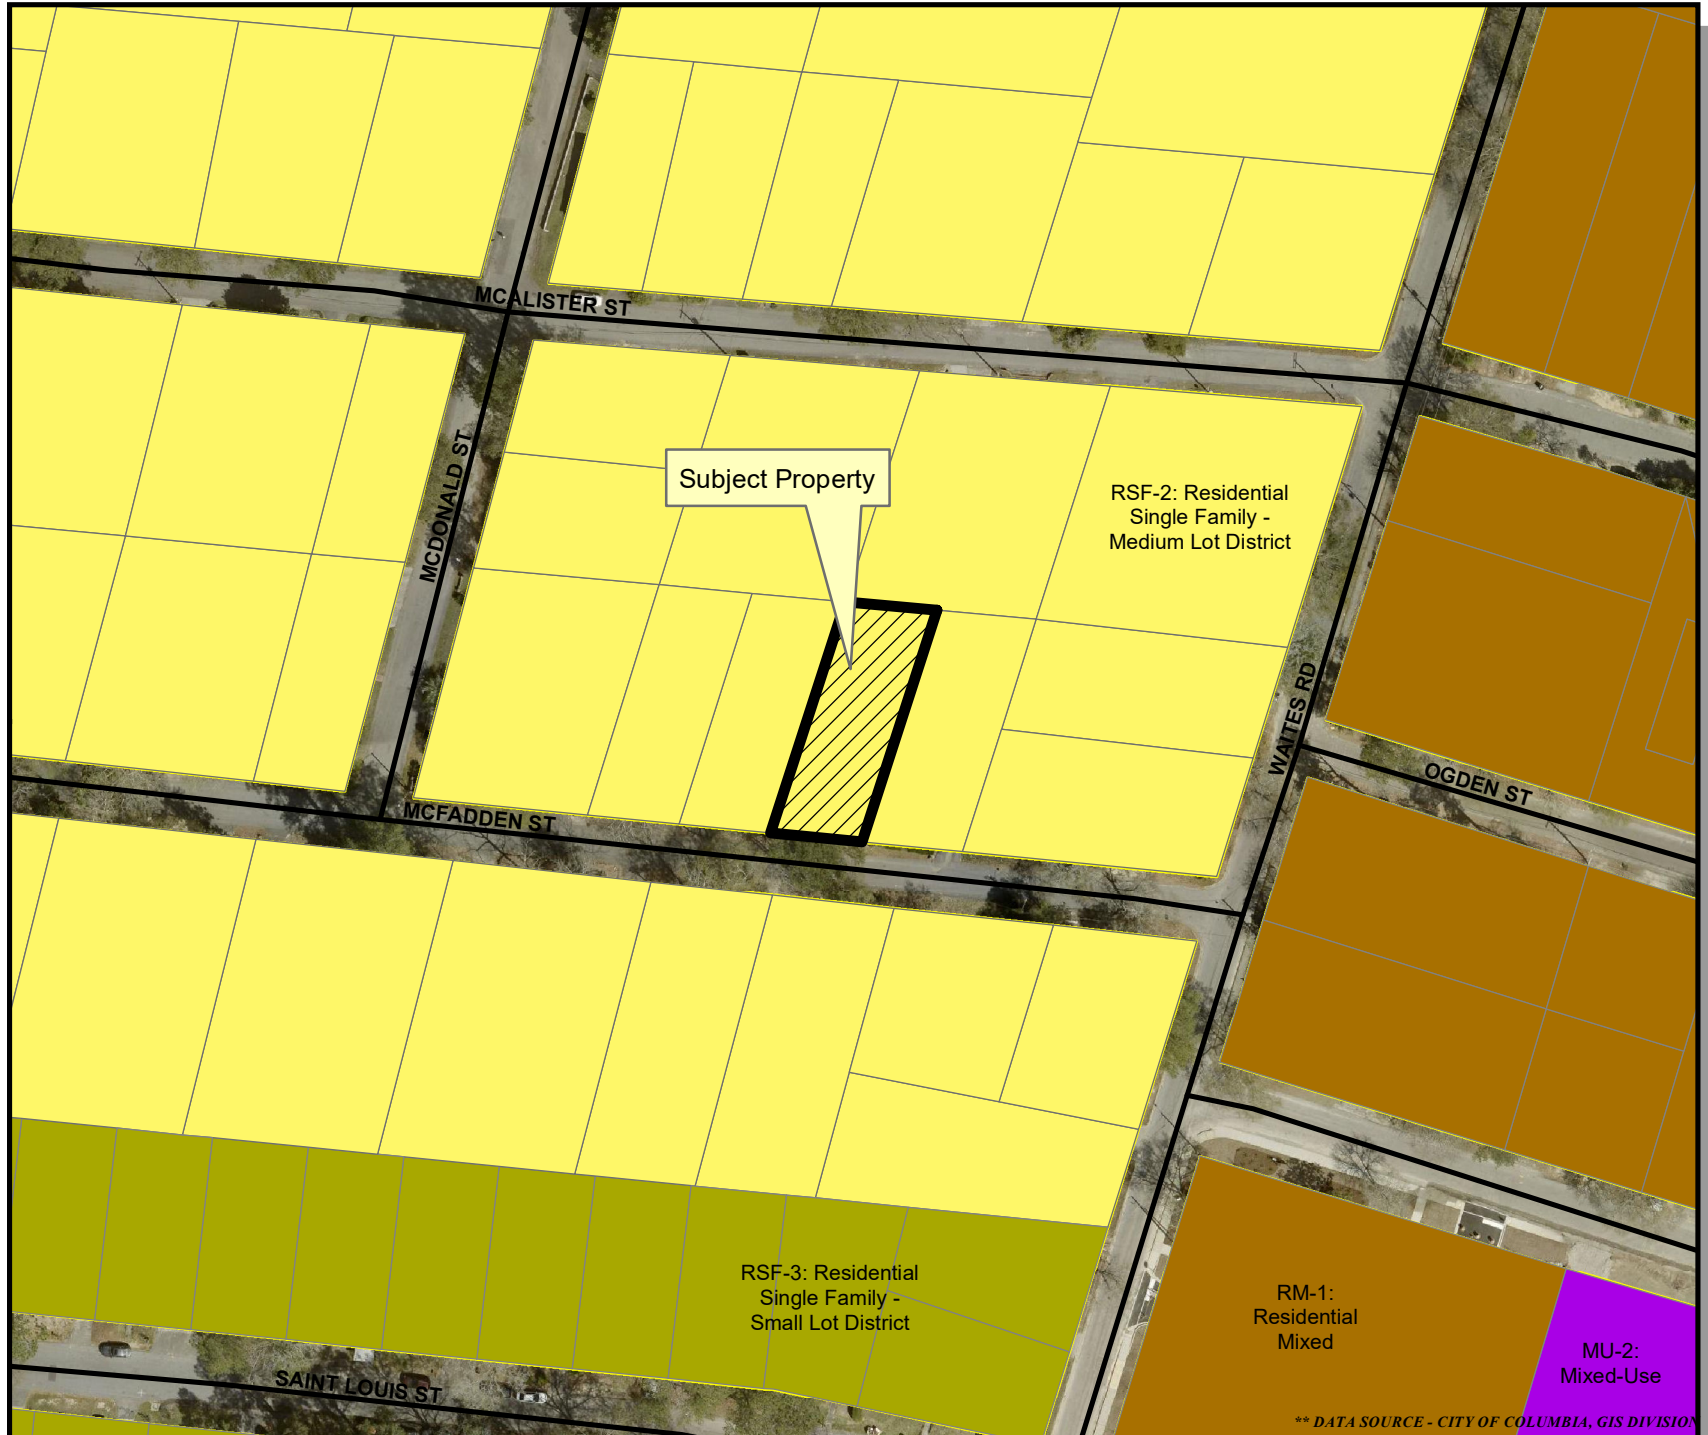 MCALISTER ST
MCDONALD ST
Subject Property
RSF-2: Residential
Single Family -
Medium Lot District
WAITES RD
OGDEN ST
MCFADDEN ST
RSF-3: Residential
Single Family -
Small Lot District
RM-1:
Residential
Mixed
MU-2:
Mixed-Use
SAINT LOUIS ST
** DATA SOURCE - CITY OF COLUMBIA, GIS DIVISION